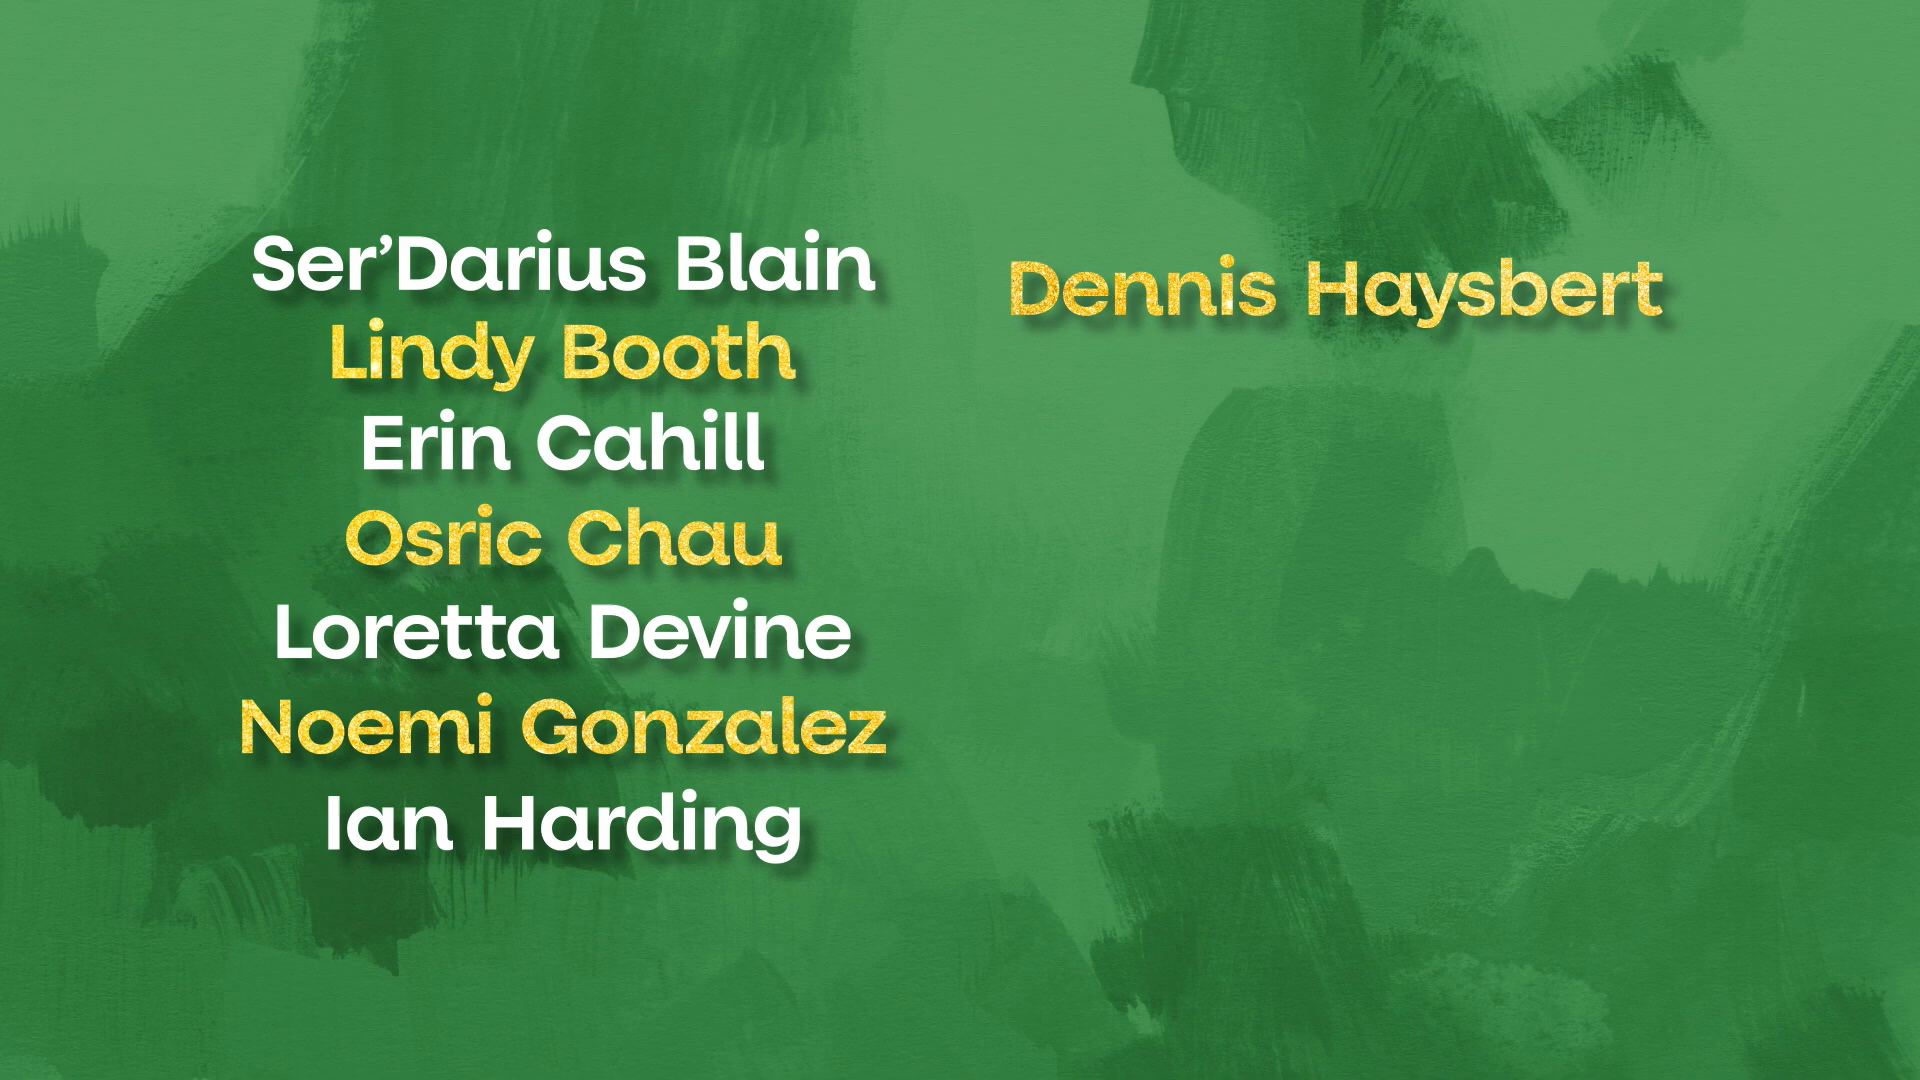 Ser’Darius Blain
Lindy Booth
Erin Cahill
Osric Chau
Loretta Devine
Noemi Gonzalez
Ian Harding
Dennis Haysbert